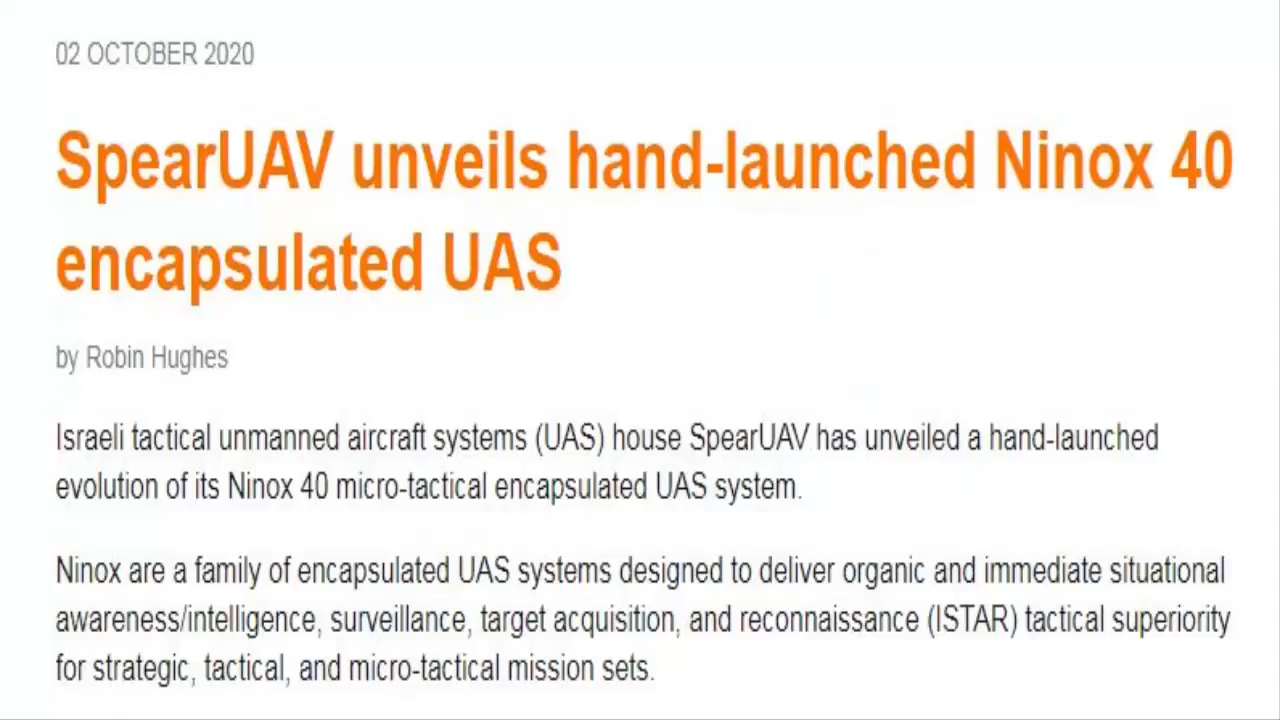 02 OCTOBER 2020
SpearUAV unveils hand-launched Ninox 40
encapsulated UAS
by Robin Hughes
Israeli tactical unmanned aircraft systems (UAS) house SpearUAV has unveiled a hand-launched
evolution of its Ninox 40 micro-tactical encapsulated UAS system.
Ninox are a family of encapsulated UAS systems designed to deliver organic and immediate situational
awareness/intelligence, surveillance, target acquisition, and reconnaissance (ISTAR) tactical superiority
for strategic, tactical, and micro-tactical mission sets.